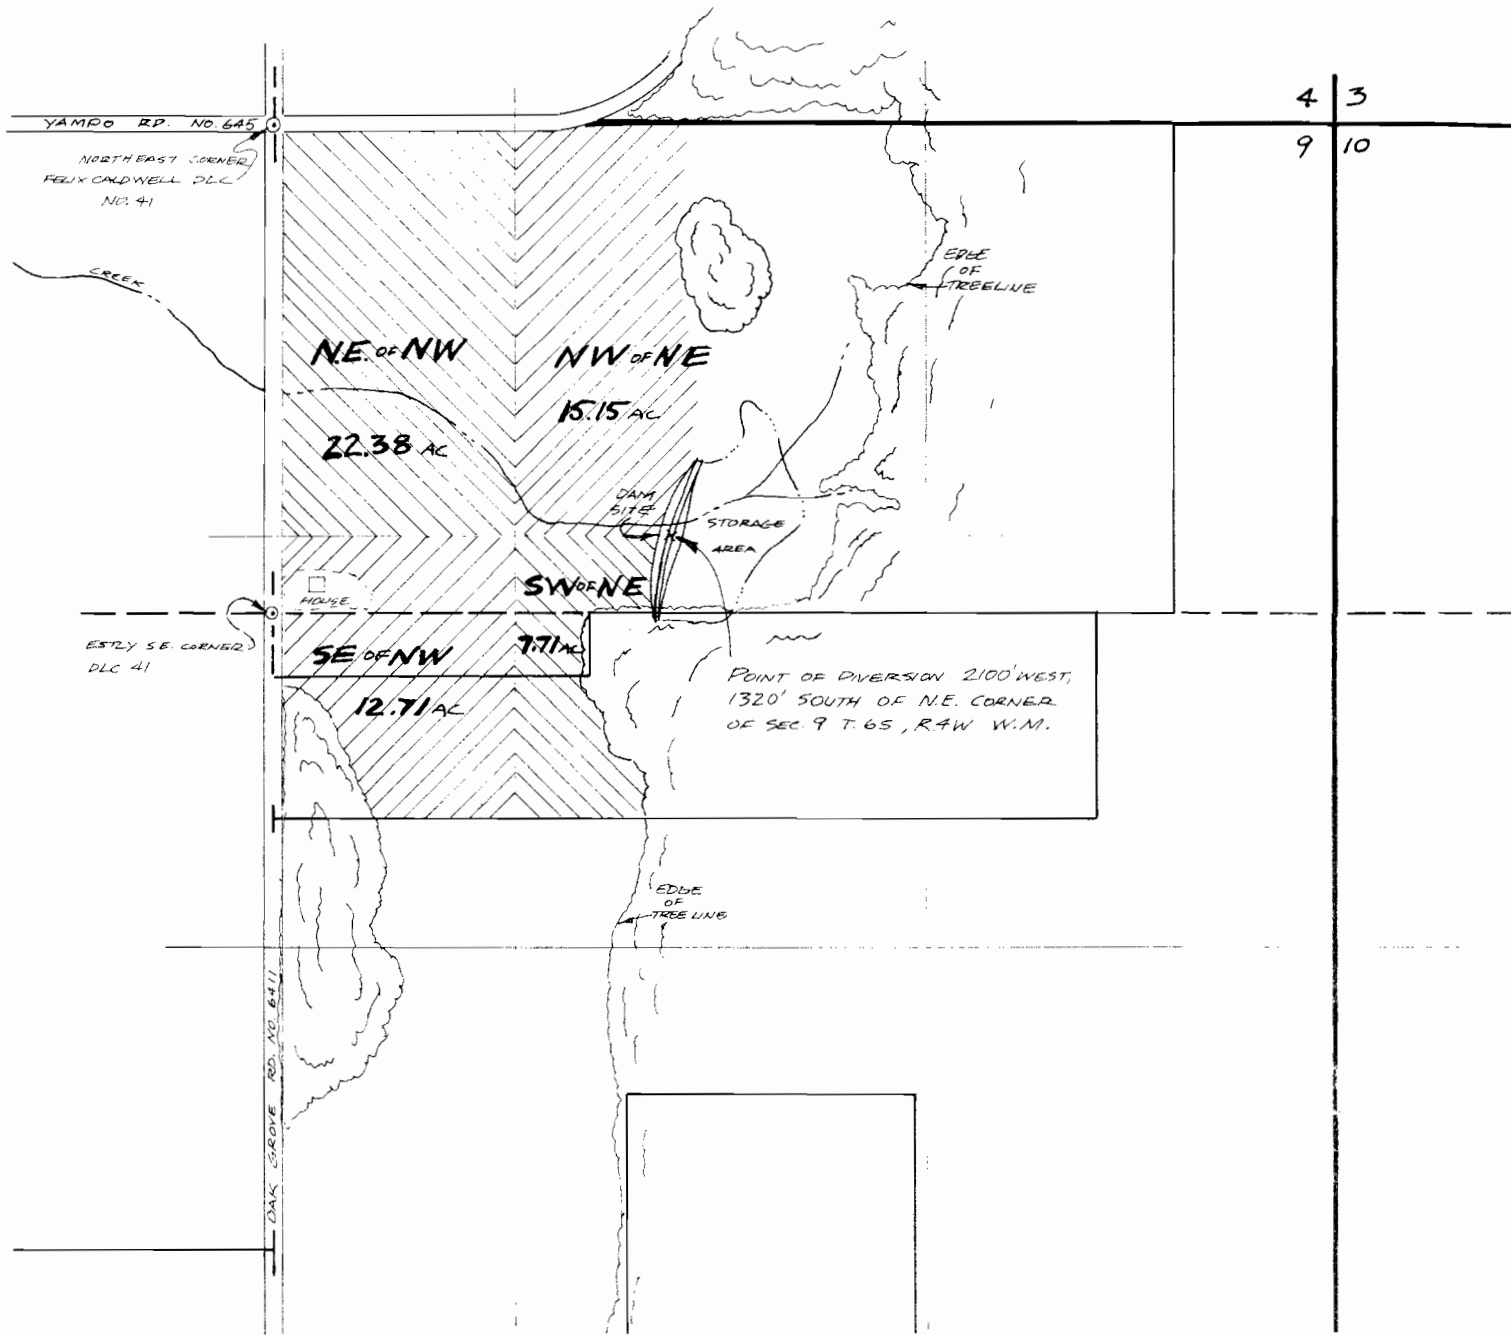 4 3
9 10
YAMPO RD. NO. 645
NORTHEAST CORNER
FELIX CALDWELL DLC
NO. 41
CREEK
EDGE
OF
TREELINE
N.E. OF NW
NW OF NE
15.15 AC
22.38 AC
DAM
SITE
STORAGE
AREA
HOUSE
SW OF NE
7.71 AC
ESTLY S.E. CORNER
DLC 41
SE OF NW
12.71 AC
POINT OF DIVERSION 2100' WEST,
1320' SOUTH OF N.E. CORNER
OF SEC. 9 T. 6S, R4W W.M.
EDGE
OF
TREE LINE
OAK GROVE RD. NO. 6411